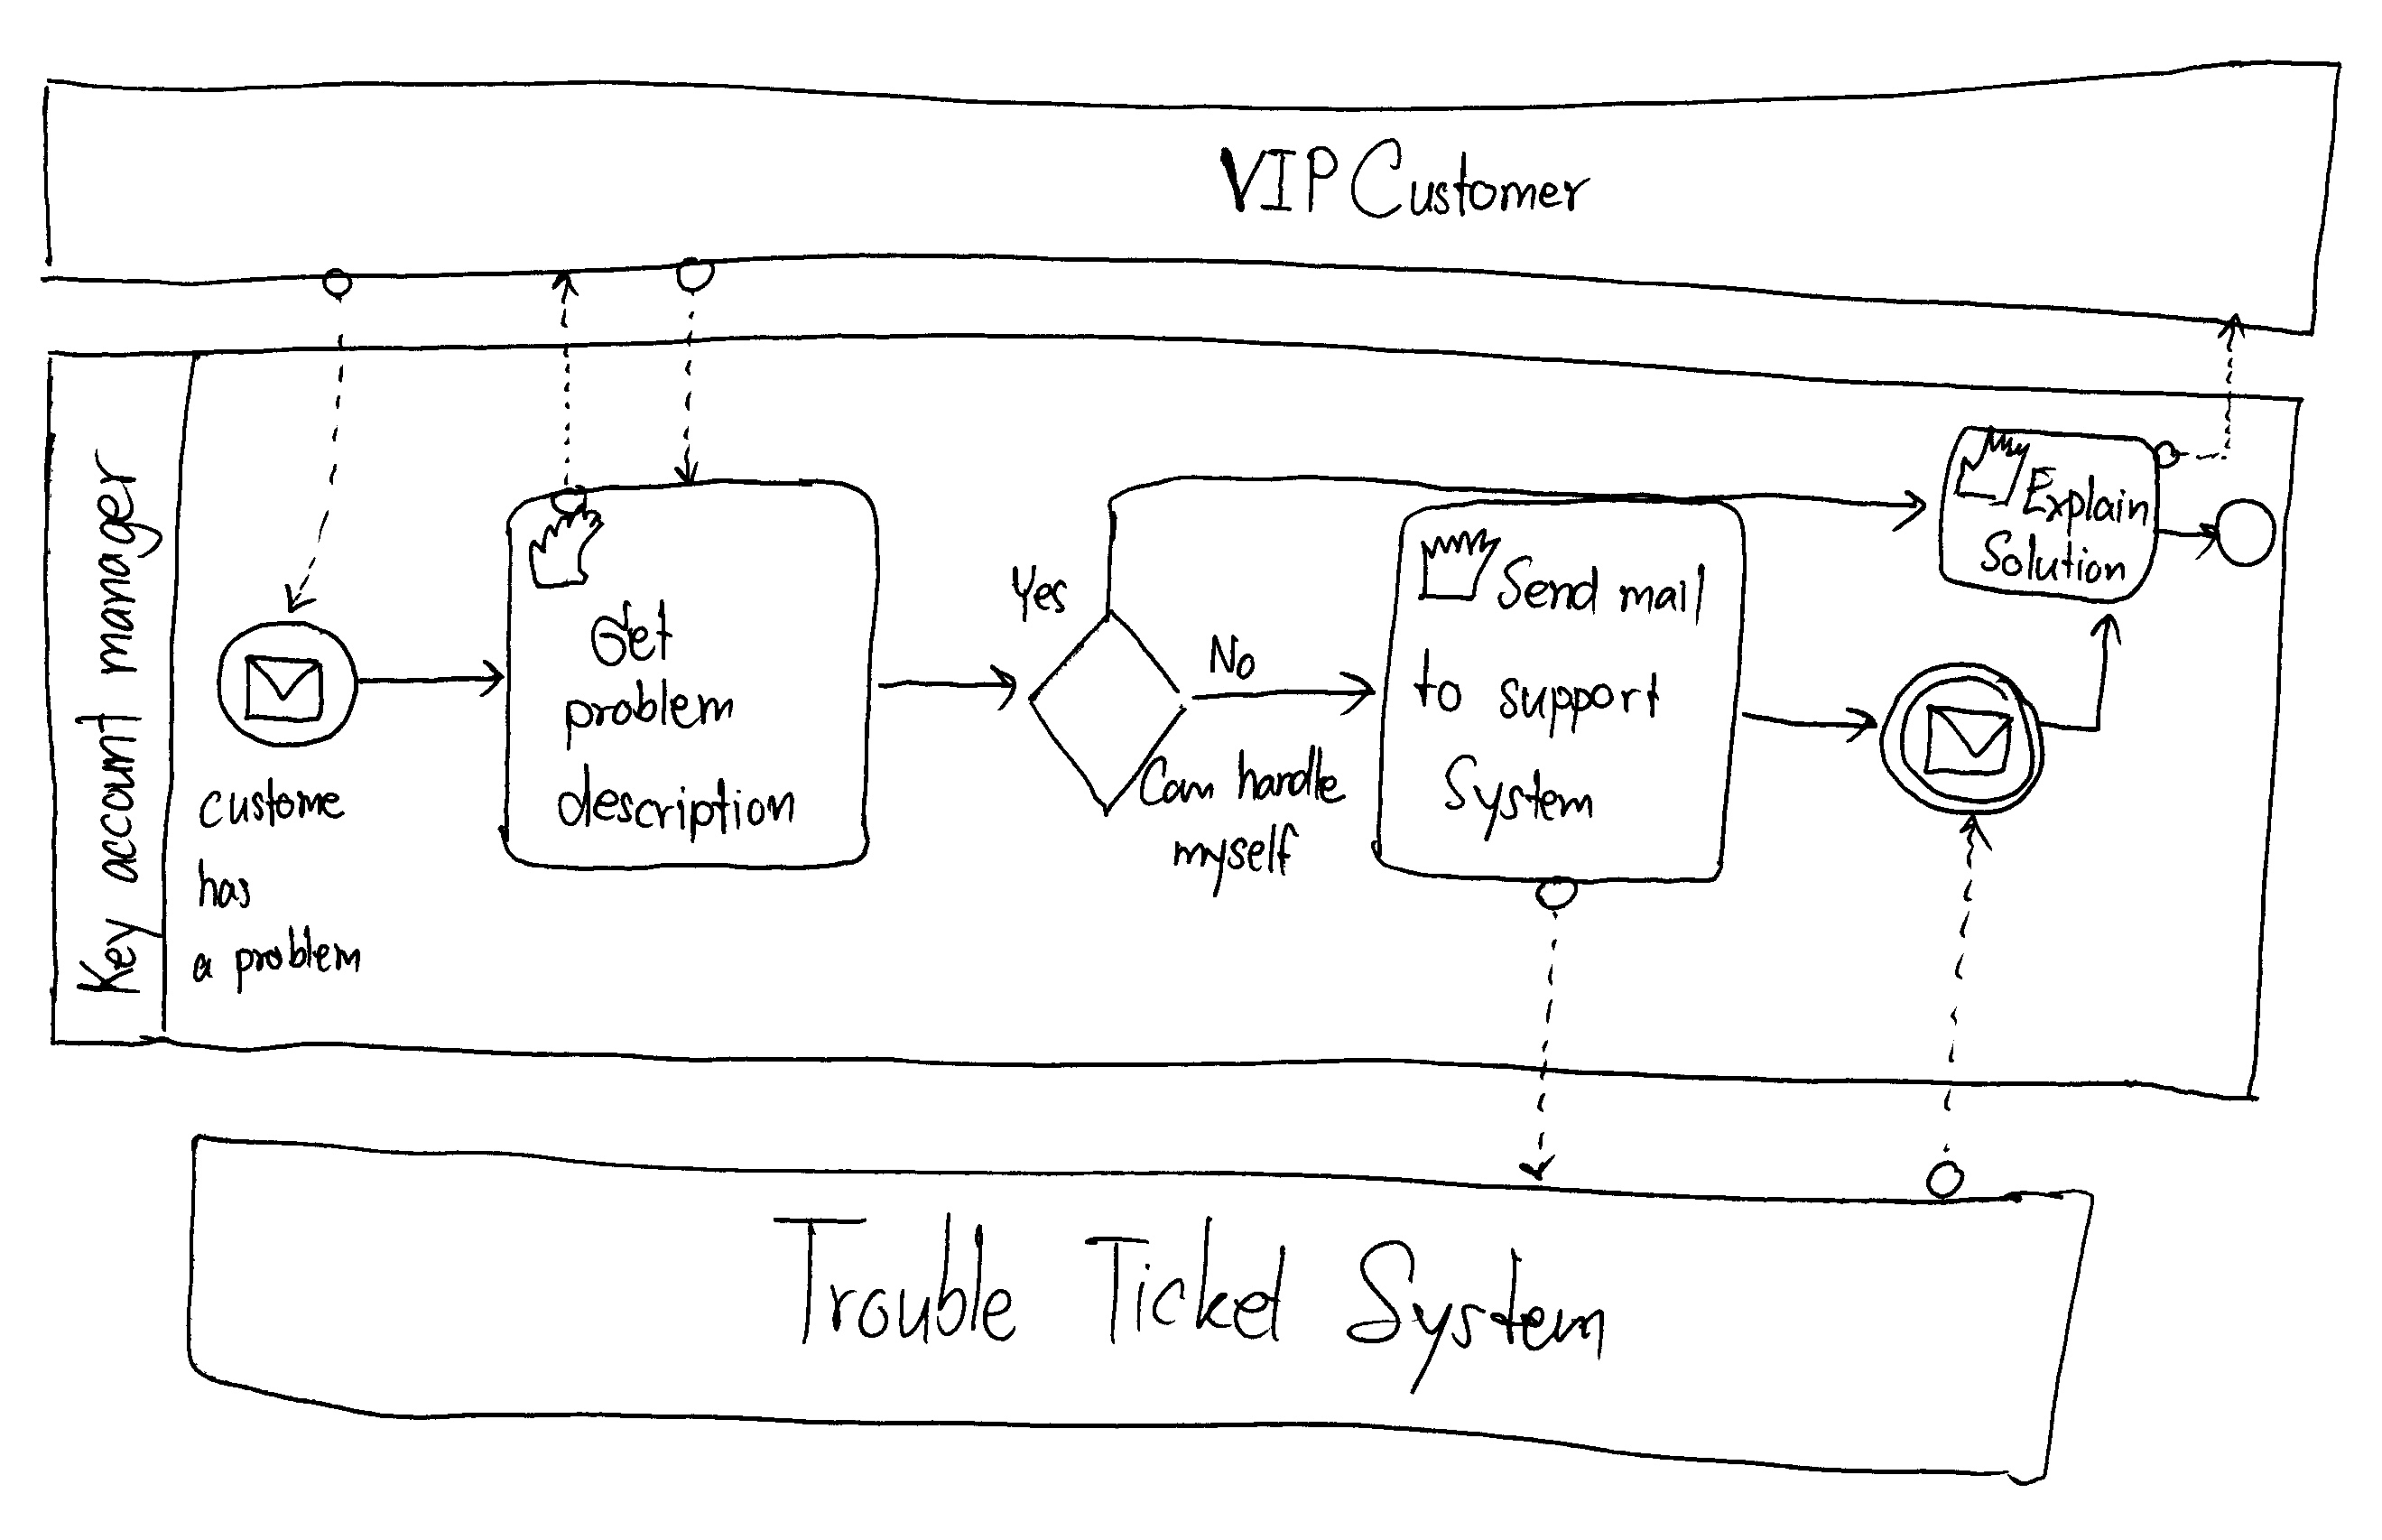 VIP Customer
Key account manager
custome
has
a problem
Get
problem
description
Yes
No
Can handle
myself
Send mail
to support
System
Explain
Solution
Trouble Ticket System